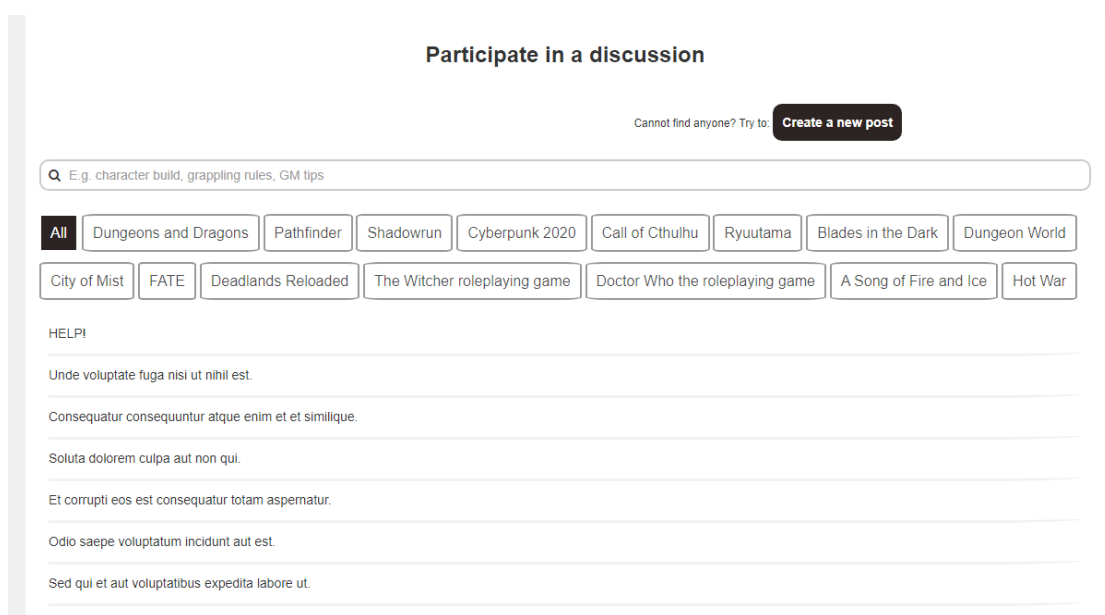 Participate in a discussion
Cannot find anyone? Try to: Create a new post
E.g. character build, grappling rules, GM tips
All Dungeons and Dragons Pathfinder Shadowrun Cyberpunk 2020 Call of Cthulhu Ryuutama Blades in the Dark Dungeon World
City of Mist FATE Deadlands Reloaded The Witcher roleplaying game Doctor Who the roleplaying game A Song of Fire and Ice Hot War
HELP!
Unde voluptate fuga nisi ut nihil est.
Consequatur consequuntur atque enim et et similique.
Soluta dolorem culpa aut non qui.
Et corrupti eos est consequatur totam aspernatur.
Odio saepe voluptatum incidunt aut est.
Sed qui et aut voluptatibus expedita labore ut.